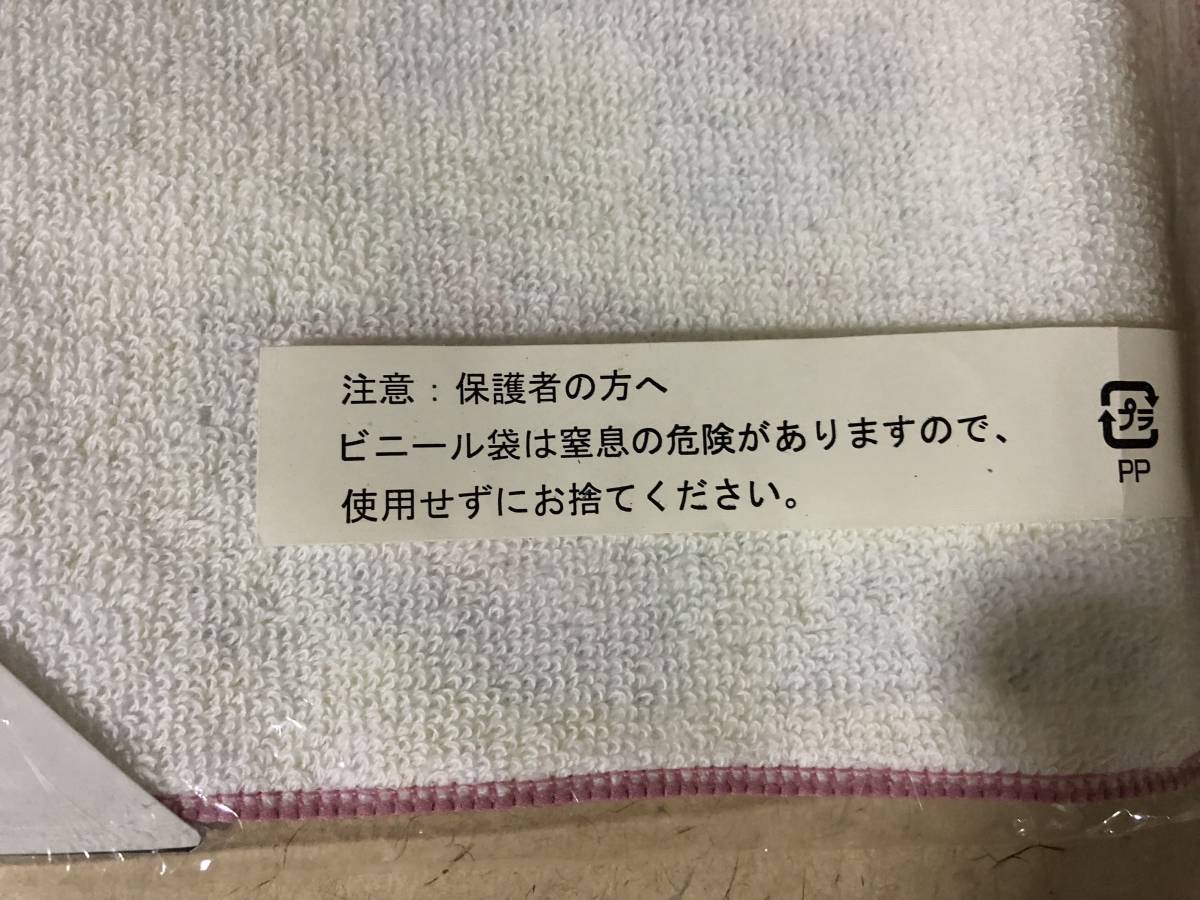 注意：保護者の方へ
ビニール袋は窒息の危険がありますので、
使用せずにお捨てください。
プラ
PP